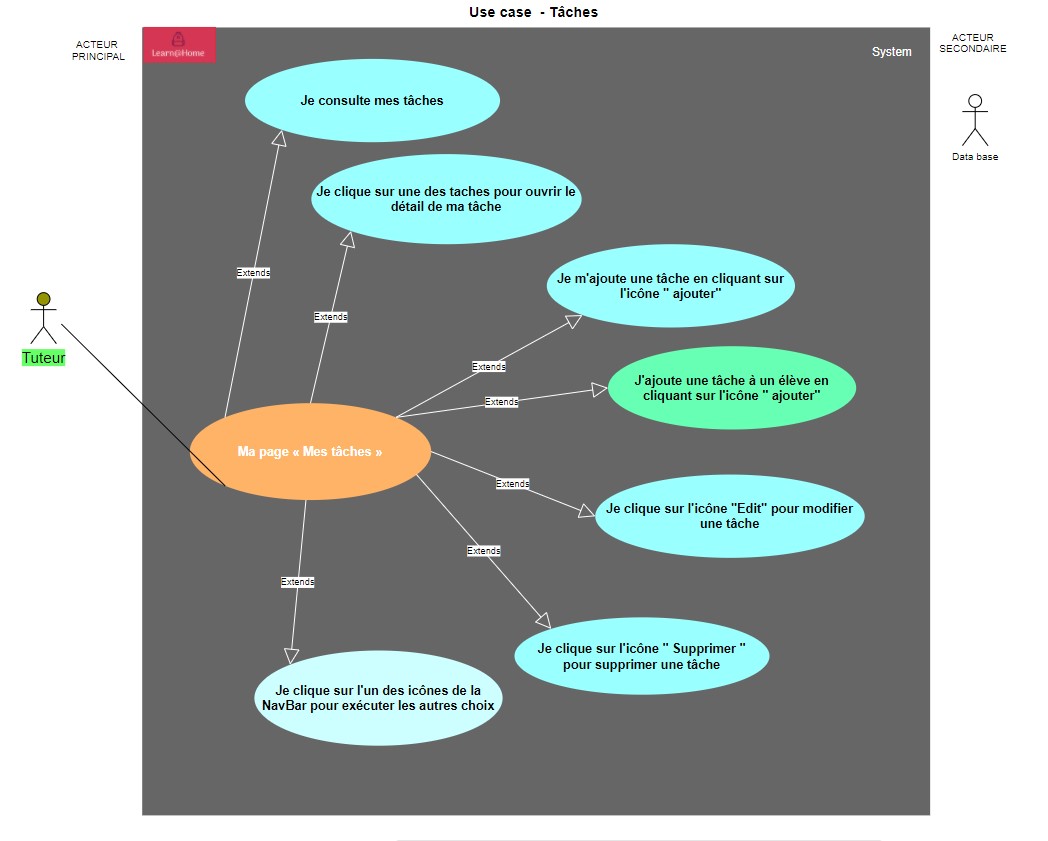 Use case - Tâches
ACTEUR
PRINCIPAL
Learn@Home
System
ACTEUR
SECONDAIRE
Je consulte mes tâches
Data base
Je clique sur une des taches pour ouvrir le
détail de ma tâche
Extends
Je m'ajoute une tâche en cliquant sur
l'icône " ajouter"
Extends
Tuteur
Extends
J'ajoute une tâche à un élève en
cliquant sur l'icône " ajouter"
Extends
Ma page « Mes tâches »
Extends
Je clique sur l'icône "Edit" pour modifier
une tâche
Extends
Extends
Je clique sur l'icône " Supprimer "
pour supprimer une tâche
Je clique sur l'un des icônes de la
NavBar pour exécuter les autres choix